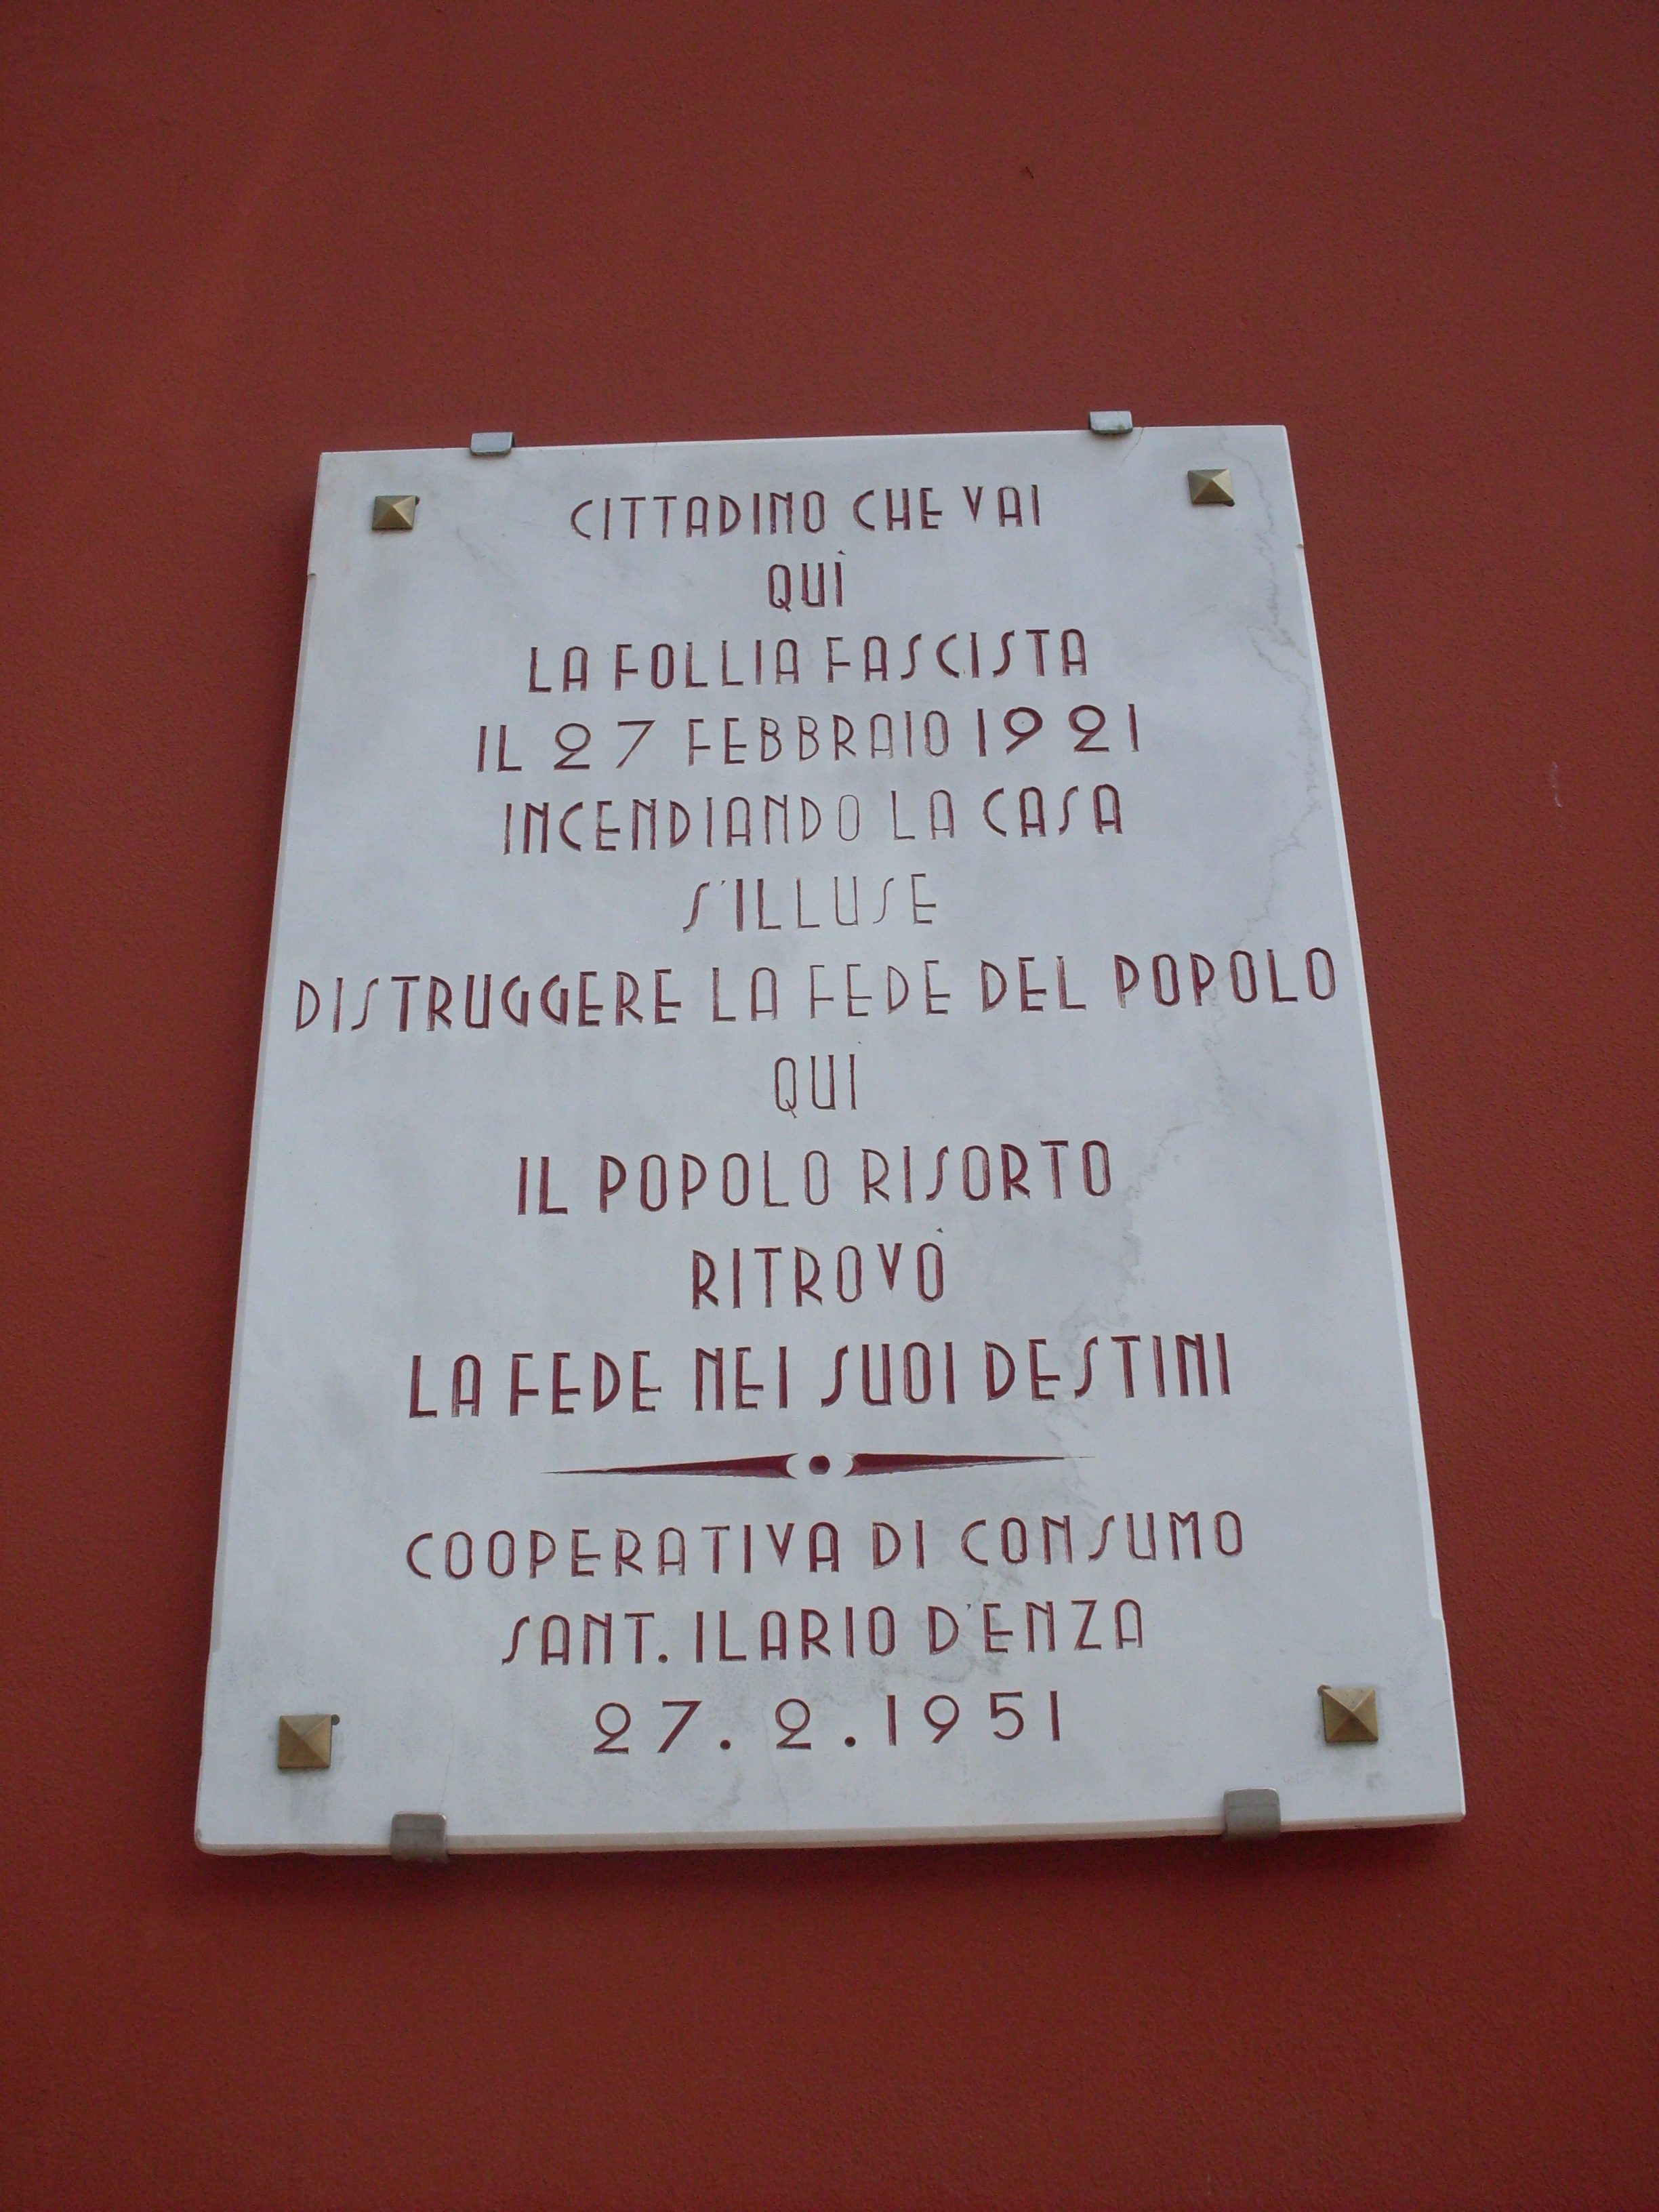 CITTADINO CHE VAI
QUÌ
LA FOLLIA FASCISTA
IL 27 FEBBRAIO 1921
INCENDIANDO LA CASA
S'ILLUSE
DISTRUGGERE LA FEDE DEL POPOLO
QUÌ
IL POPOLO RISORTO
RITROVÒ
LA FEDE NEI SUOI DESTINI
COOPERATIVA DI CONSUMO
SANT. ILARIO D'ENZA
27.2.1951